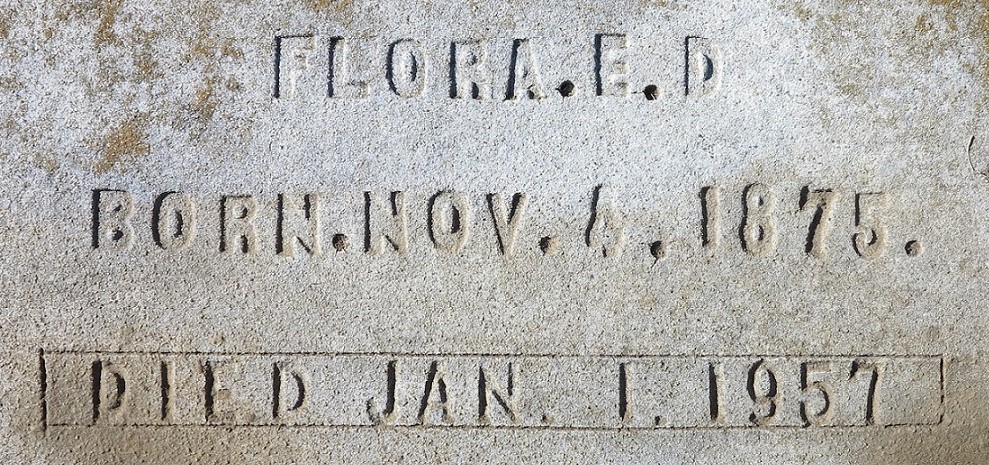 FLORA.E.D
BORN.NOV.4.1875.
DIED JAN. 1. 1957